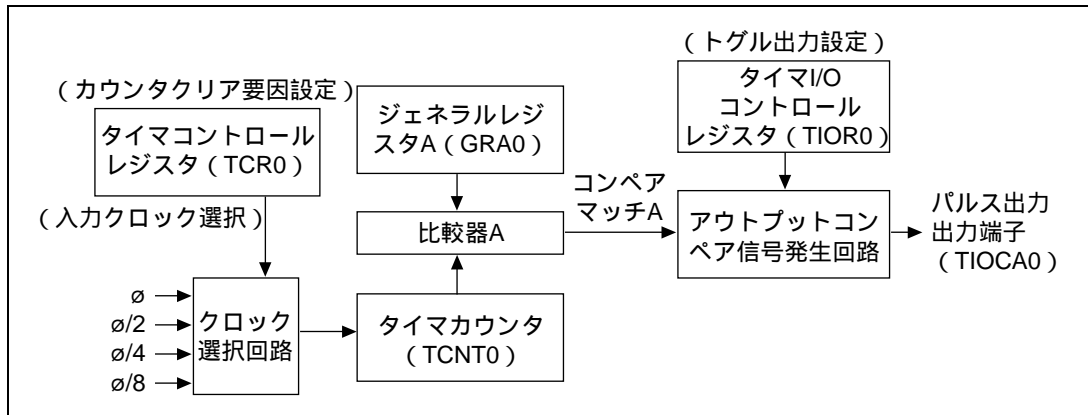 (カウンタクリア要因設定)
タイマコントロール
レジスタ(TCR0)
(入力クロック選択)
ø
ø/2
ø/4
ø/8
クロック
選択回路
ジェネラルレジ
スタA(GRA0)
比較器A
タイマカウンタ
(TCNT0)
コンペア
マッチA
(トグル出力設定)
タイマI/O
コントロール
レジスタ(TIOR0)
アウトプットコン
ペア信号発生回路
パルス出力
出力端子
(TIOCA0)